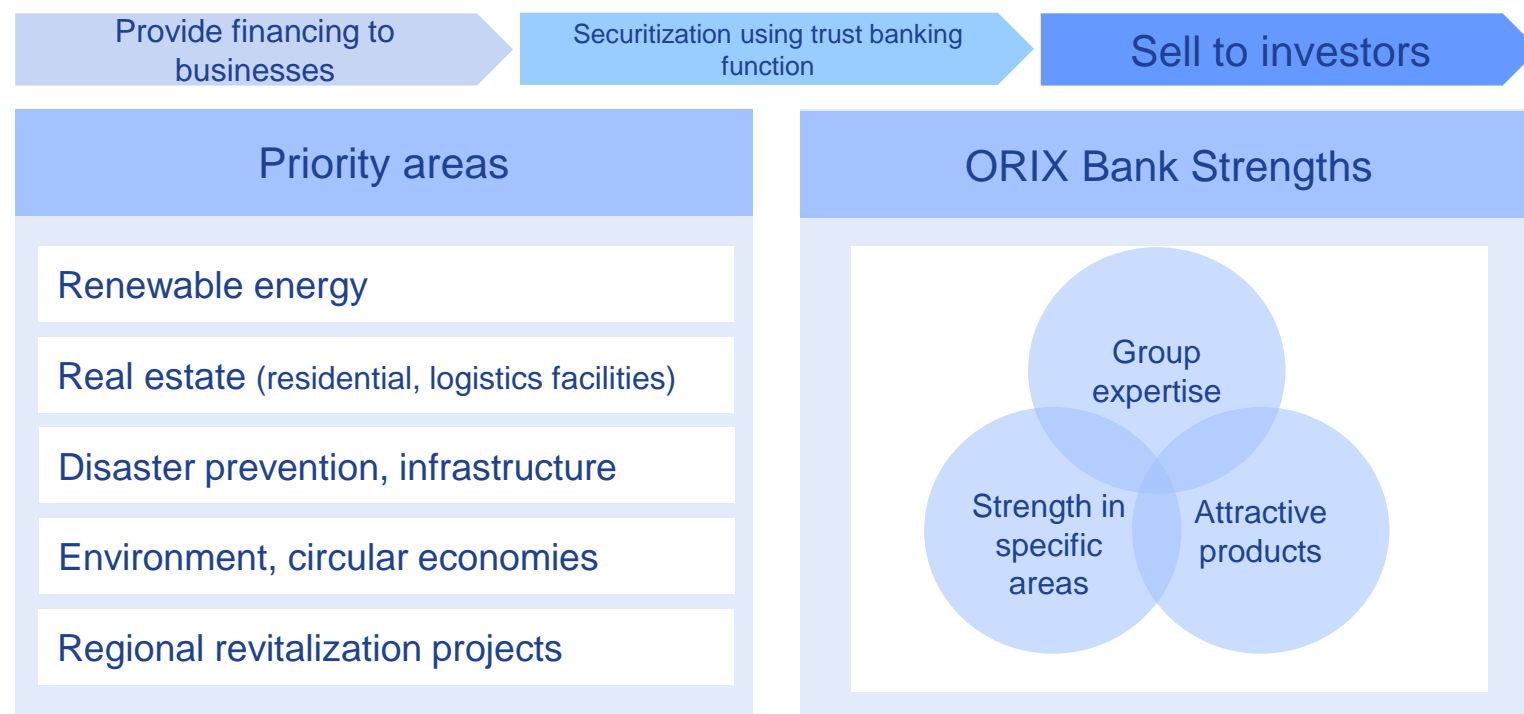 Provide financing to
businesses
Securitization using trust banking
function
Sell to investors
Priority areas
Renewable energy
Real estate (residential, logistics facilities)
Disaster prevention, infrastructure
Environment, circular economies
Regional revitalization projects
ORIX Bank Strengths
Group
expertise
Strength in
specific
areas
Attractive
products